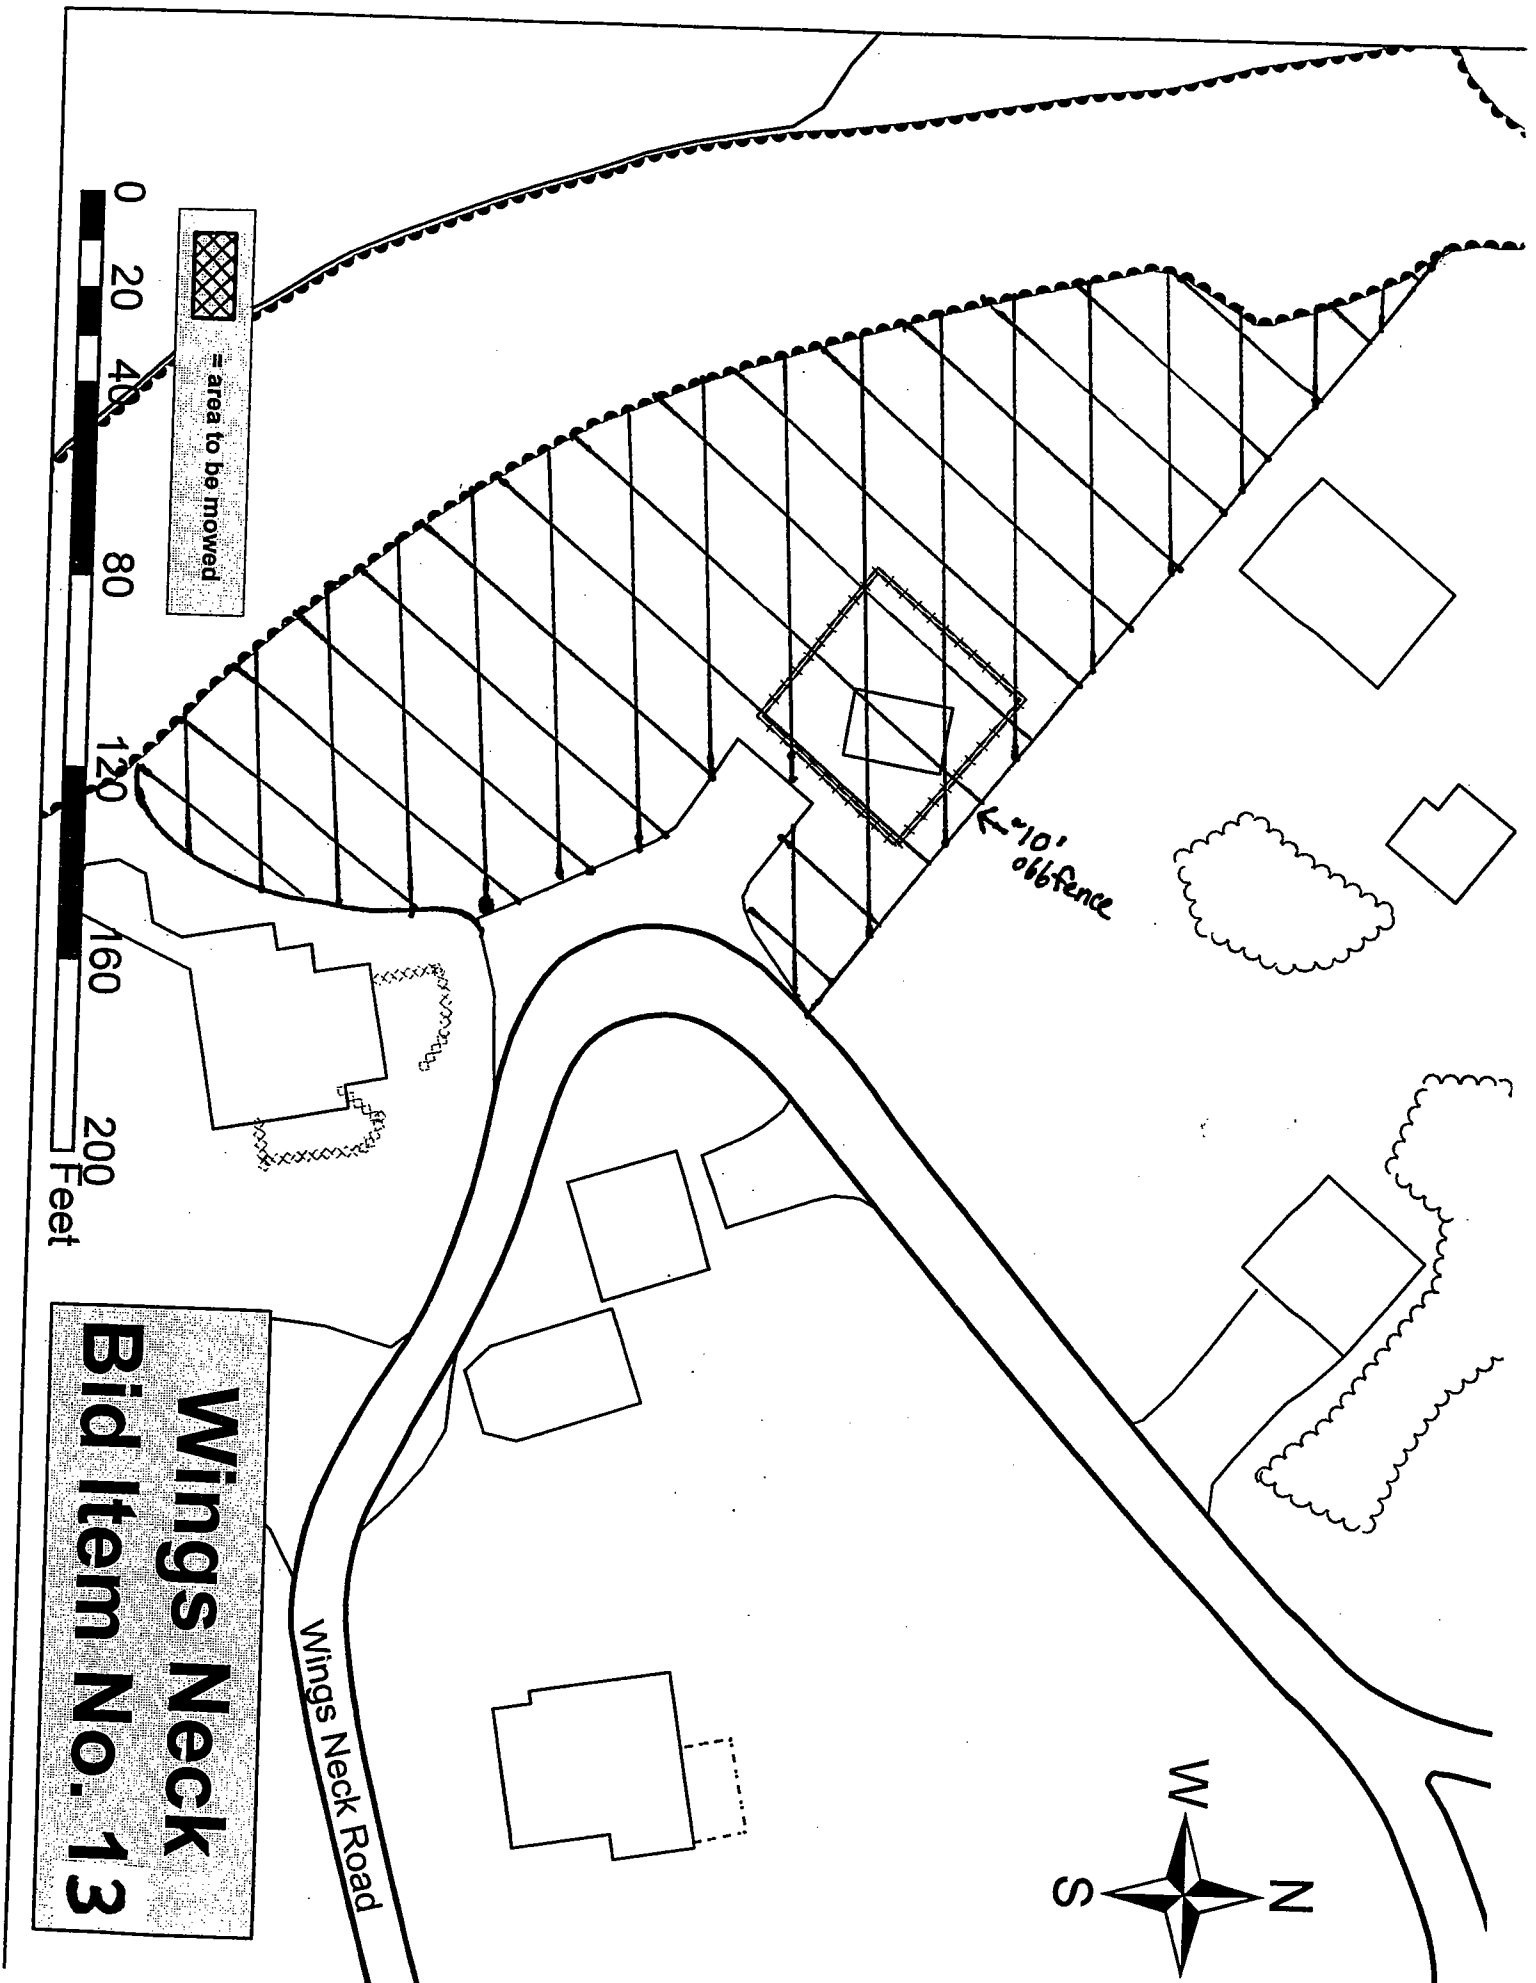 W
N
S
~10'
off fence
Wings Neck Road
= area to be mowed
0 20 40 80 120 160 200
Feet
Wings Neck
Bid Item No. 13